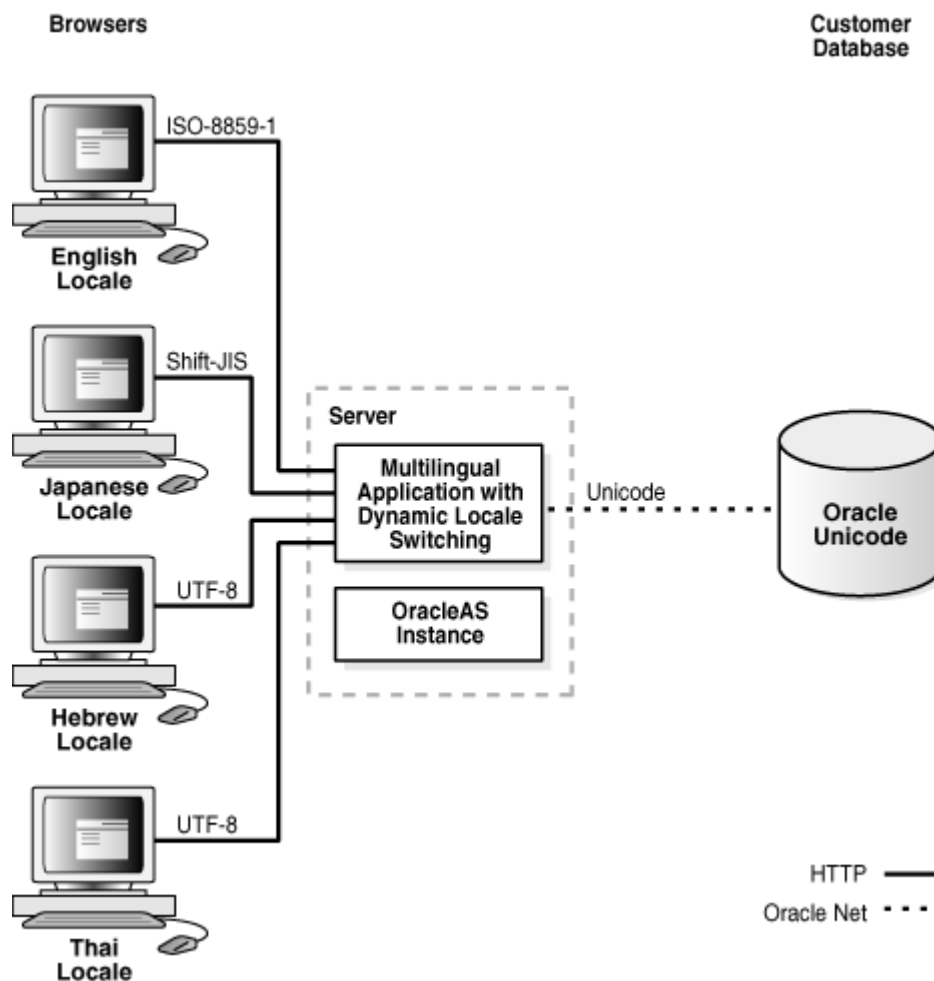 Browsers
Customer
Database
ISO-8859-1
English
Locale
Shift-JIS
Japanese
Locale
UTF-8
Hebrew
Locale
UTF-8
Thai
Locale
Server
Multilingual
Application with
Dynamic Locale
Switching
OracleAS
Instance
Unicode
Oracle
Unicode
HTTP
Oracle Net